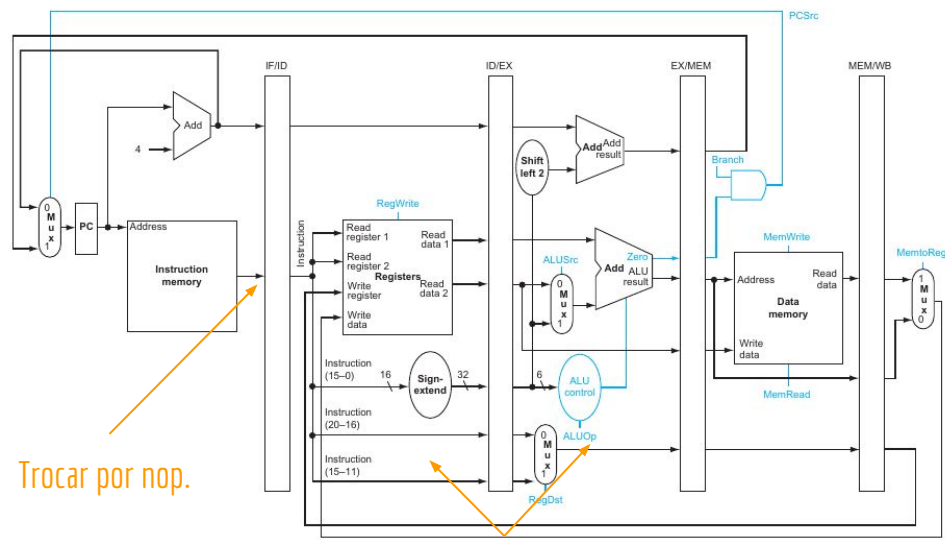 PCSrc
IF/ID
ID/EX
EX/MEM
MEM/WB
Add
4
Add
Add
result
Shift
left 2
Branch
0
M
u
x
1
PC
Address
Instruction
memory
Instruction
RegWrite
Read
register 1
Read
register 2
Write
register
Write
data
Registers
Read
data 1
Read
data 2
ALUSrc
0
M
u
x
1
Zero
Add
ALU
result
MemWrite
Address
Read
data
Data
memory
Write
data
MemRead
MemtoReg
1
M
u
x
0
Instruction
(15–0)
16
Sign-
extend
32
6
ALU
control
ALUOp
Instruction
(20–16)
Instruction
(15–11)
0
M
u
x
1
RegDst
Trocar por nop.